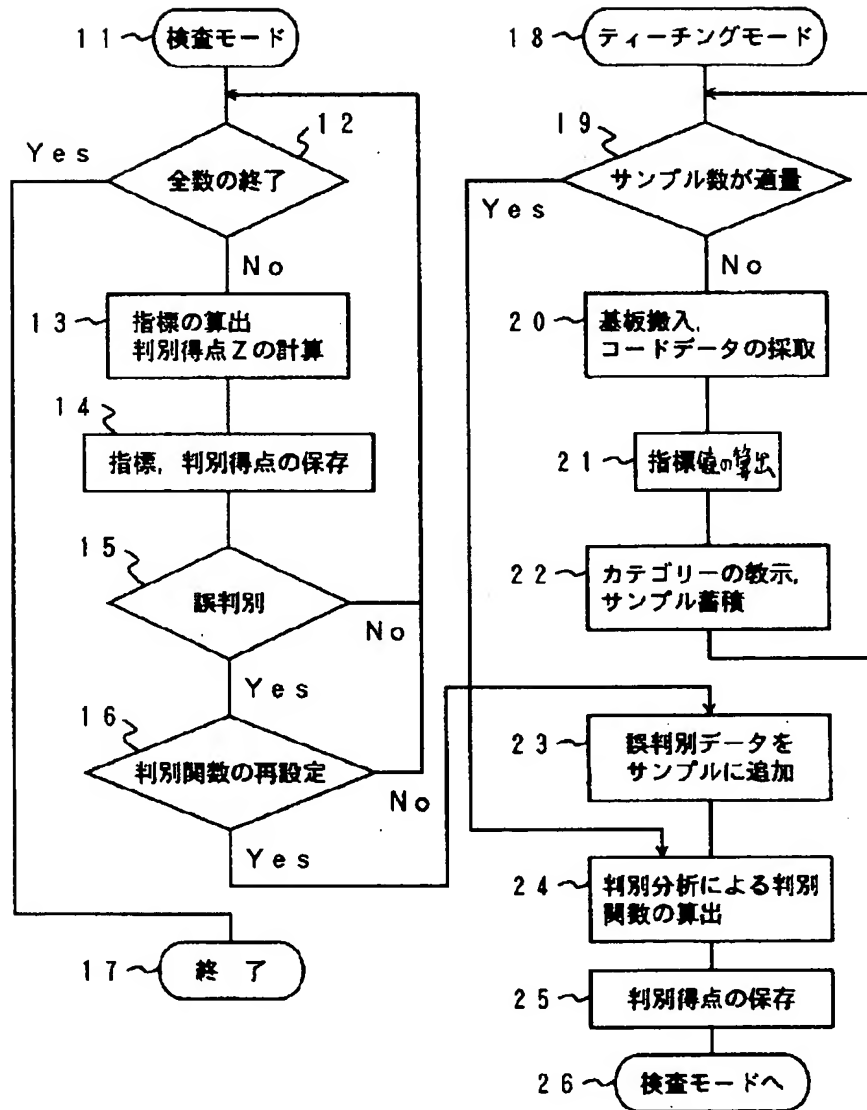 11
検査モード
12
Yes
全数の終了
No
13
指標の算出
判別得点Zの計算
14
指標，判別得点の保存
15
誤判別
No
Yes
16
判別関数の再設定
No
Yes
17
終 了
18
ティーチングモード
19
サンプル数が適量
Yes
No
20
基板搬入，
コードデータの採取
21
指標値の算出
22
カテゴリーの教示，
サンプル蓄積
23
誤判別データを
サンプルに追加
24
判別分析による判別
関数の算出
25
判別得点の保存
26
検査モードへ